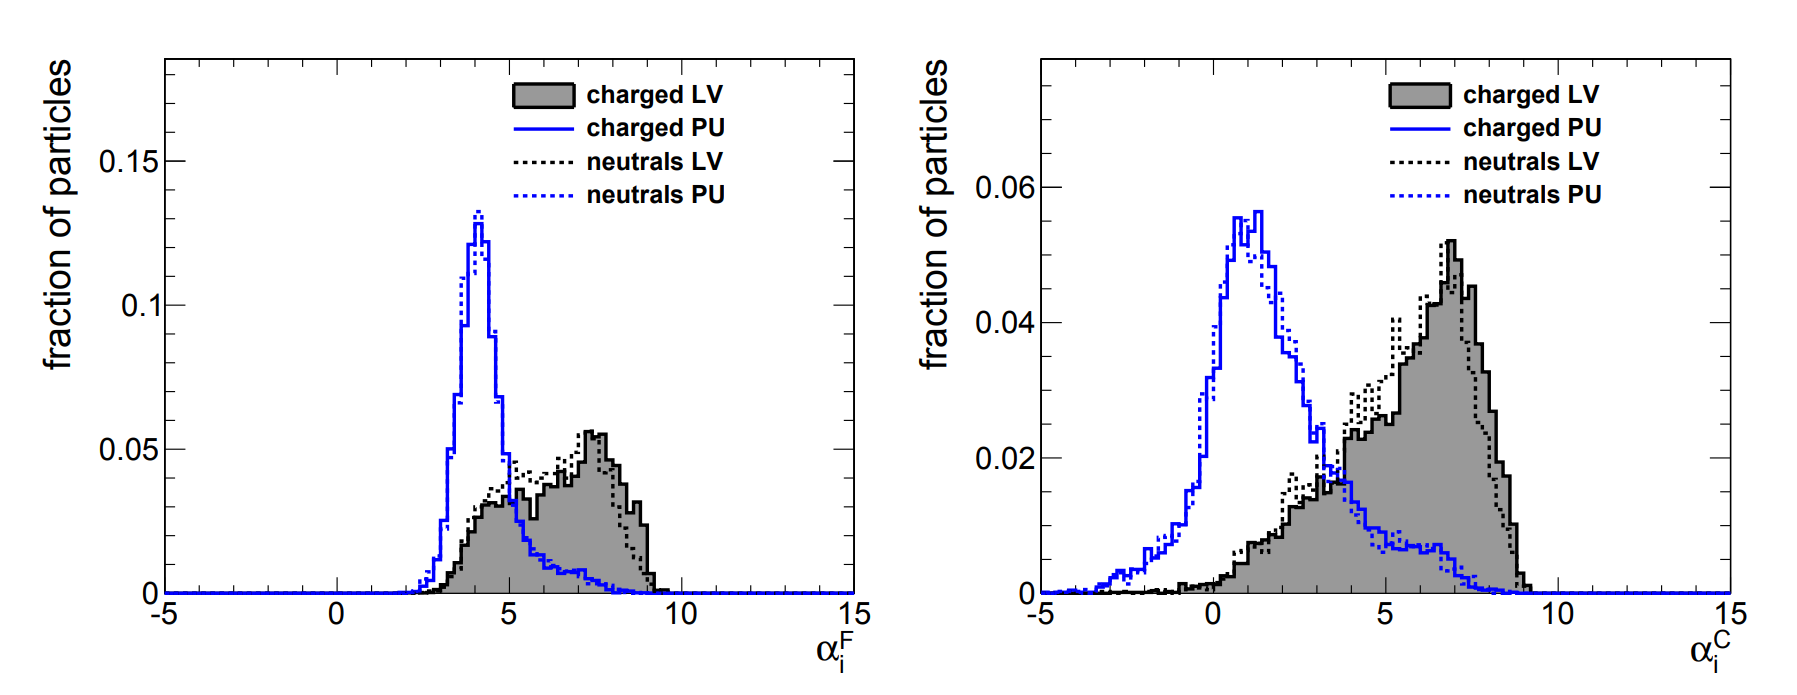 fraction of particles
0.15
0.1
0.05
0
-5
0
5
10
15
α_i^F
charged LV
charged PU
neutrals LV
neutrals PU
fraction of particles
0.06
0.04
0.02
0
-5
0
5
10
15
α_i^C
charged LV
charged PU
neutrals LV
neutrals PU